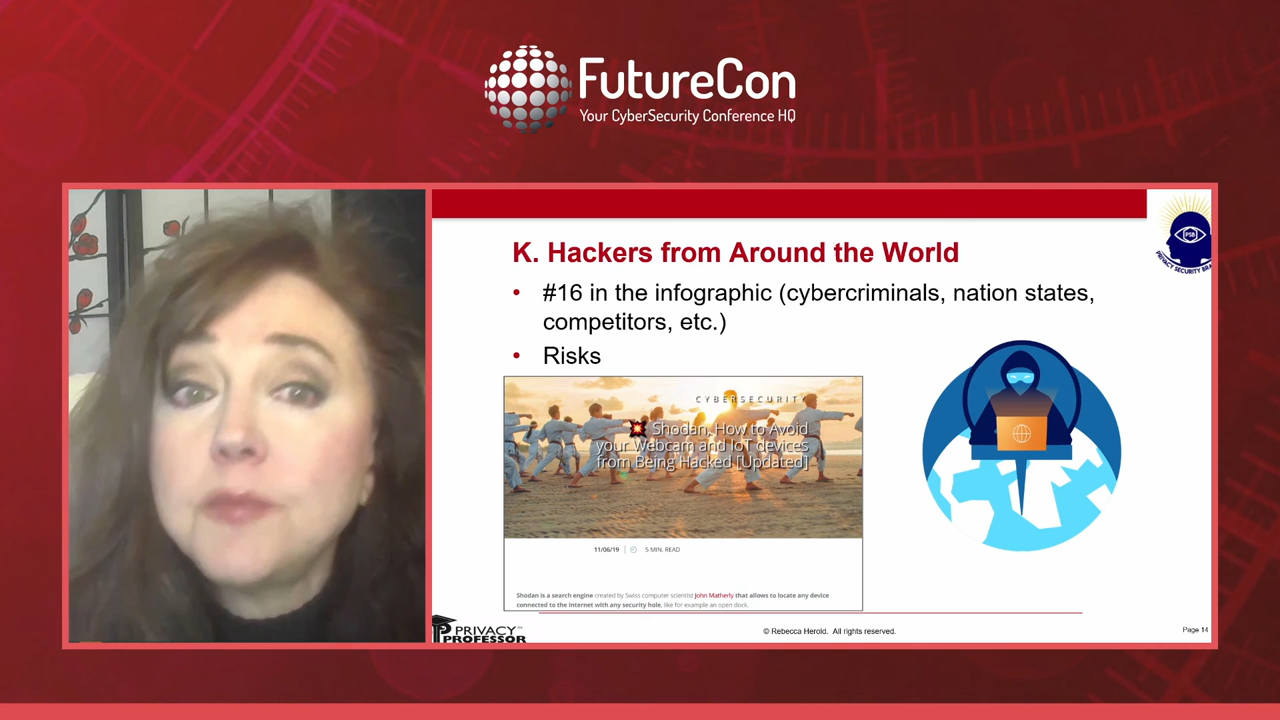 FutureCon
Your CyberSecurity Conference HQ
K. Hackers from Around the World
• #16 in the infographic (cybercriminals, nation states,
competitors, etc.)
• Risks
CYBERSECURITY
💥 Shodan, How to Avoid
your Webcam and IoT devices
from Being Hacked [Updated]
11/06/19 | 5 MIN. READ
Shodan is a search engine created by Swiss computer scientist John Matherly that allows to locate any device
connected to the Internet with any security hole, like for example an open dock.
PSB
PRIVACY SECURITY BRA
PRIVACY™
PROFESSOR
© Rebecca Herold. All rights reserved.
Page 14